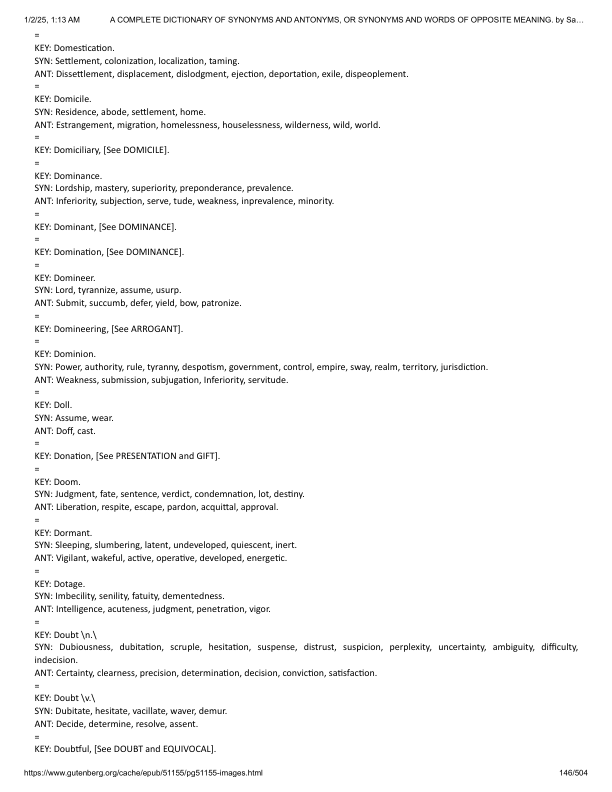 1/2/25, 1:13 AM A COMPLETE DICTIONARY OF SYNONYMS AND ANTONYMS, OR SYNONYMS AND WORDS OF OPPOSITE MEANING. by Sa…
=
KEY: Domestication.
SYN: Settlement, colonization, localization, taming.
ANT: Dissettlement, displacement, dislodgment, ejection, deportation, exile, dispeoplement.
=
KEY: Domicile.
SYN: Residence, abode, settlement, home.
ANT: Estrangement, migration, homelessness, houselessness, wilderness, wild, world.
=
KEY: Domiciliary, [See DOMICILE].
=
KEY: Dominance.
SYN: Lordship, mastery, superiority, preponderance, prevalence.
ANT: Inferiority, subjection, serve, tude, weakness, inprevalence, minority.
=
KEY: Dominant, [See DOMINANCE].
=
KEY: Domination, [See DOMINANCE].
=
KEY: Domineer.
SYN: Lord, tyrannize, assume, usurp.
ANT: Submit, succumb, defer, yield, bow, patronize.
=
KEY: Domineering, [See ARROGANT].
=
KEY: Dominion.
SYN: Power, authority, rule, tyranny, despotism, government, control, empire, sway, realm, territory, jurisdiction.
ANT: Weakness, submission, subjugation, Inferiority, servitude.
=
KEY: Doll.
SYN: Assume, wear.
ANT: Doff, cast.
=
KEY: Donation, [See PRESENTATION and GIFT].
=
KEY: Doom.
SYN: Judgment, fate, sentence, verdict, condemnation, lot, destiny.
ANT: Liberation, respite, escape, pardon, acquittal, approval.
=
KEY: Dormant.
SYN: Sleeping, slumbering, latent, undeveloped, quiescent, inert.
ANT: Vigilant, wakeful, active, operative, developed, energetic.
=
KEY: Dotage.
SYN: Imbecility, senility, fatuity, dementedness.
ANT: Intelligence, acuteness, judgment, penetration, vigor.
=
KEY: Doubt \n.\
SYN: Dubiousness, dubitation, scruple, hesitation, suspense, distrust, suspicion, perplexity, uncertainty, ambiguity, difficulty,
indecision.
ANT: Certainty, clearness, precision, determination, decision, conviction, satisfaction.
=
KEY: Doubt \v.\
SYN: Dubitate, hesitate, vacillate, waver, demur.
ANT: Decide, determine, resolve, assent.
=
KEY: Doubtful, [See DOUBT and EQUIVOCAL].
https://www.gutenberg.org/cache/epub/51155/pg51155-images.html 146/504